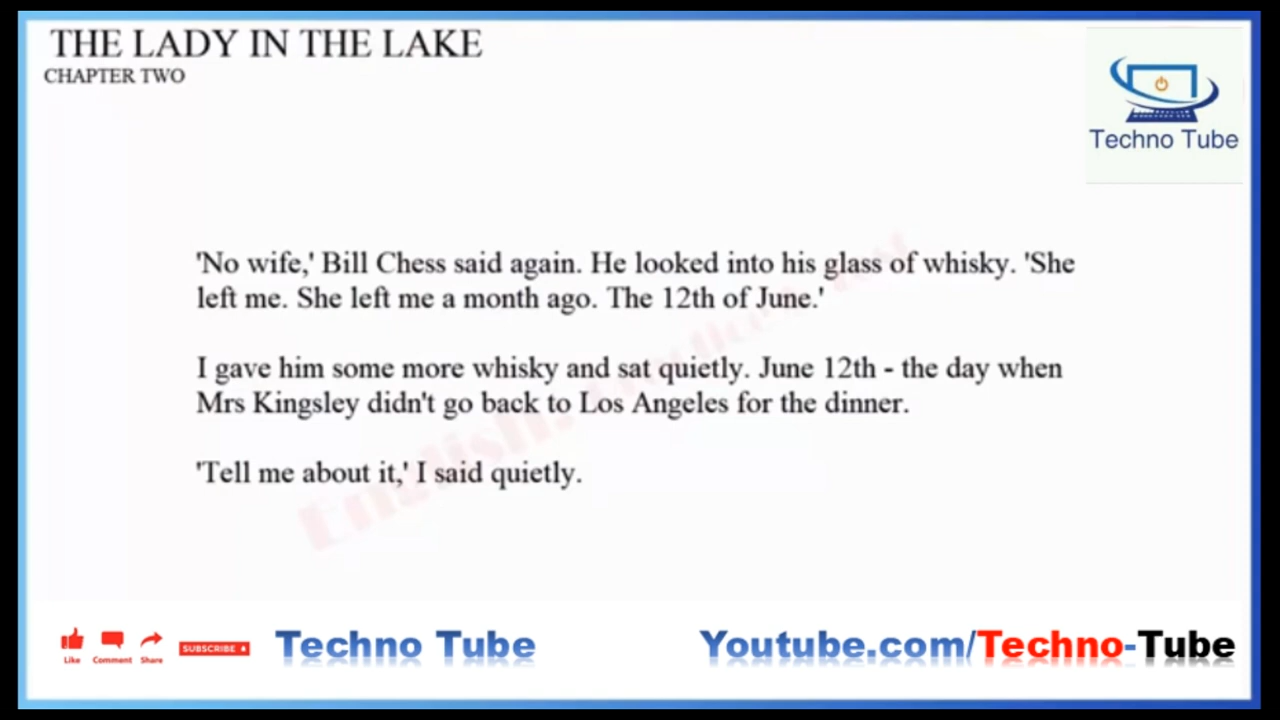 THE LADY IN THE LAKE
CHAPTER TWO
Techno Tube
'No wife,' Bill Chess said again. He looked into his glass of whisky. 'She
left me. She left me a month ago. The 12th of June.'
I gave him some more whisky and sat quietly. June 12th - the day when
Mrs Kingsley didn't go back to Los Angeles for the dinner.
'Tell me about it,' I said quietly.
Like Comment Share SUBSCRIBE Techno Tube Youtube.com/Techno-Tube